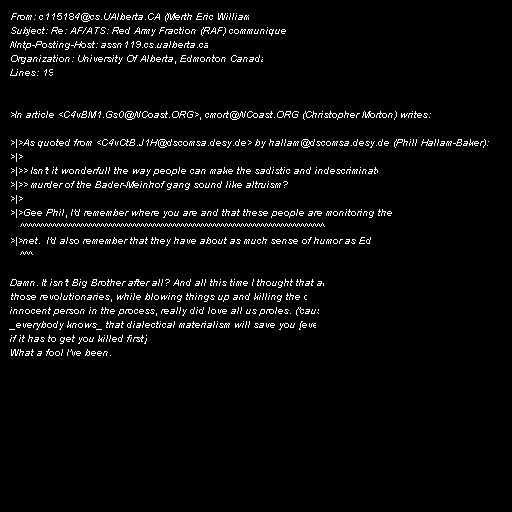 From: c115184@cs.UAlberta.CA (Merth Eric William
Subject: Re: AF/ATS: Red Army Fraction (RAF) communique
Nntp-Posting-Host: assn119.cs.ualberta.ca
Organization: University Of Alberta, Edmonton Canada
Lines: 19
>In article <C4vBM1.Gs0@NCoast.ORG>, cmort@NCoast.ORG (Christopher Morton) writes:
>|>As quoted from <C4vCtB.J1H@dscomsa.desy.de> by hallam@dscomsa.desy.de (Phill Hallam-Baker):
>|>
>|>> Isn't it wonderfull the way people can make the sadistic and indescriminate
>|>> murder of the Bader-Meinhof gang sound like altruism?
>|>
>|>Gee Phil, I'd remember where you are and that these people are monitoring the
^^^^^^^^^^^^^^^^^^^^^^^^^^^^^^^^^^^^^^^^^^^^^^^^^^^^^^^^^^^^^
>|>net.  I'd also remember that they have about as much sense of humor as Ed
^^^
Damn. It isn't Big Brother after all? And all this time I thought that
those revolutionaries, while blowing things up and killing the
innocent person in the process, really did love all us proles. ('caus
_everybody knows_ that dialectical materialism will save you [eve
if it has to get you killed first]
What a fool I've been.